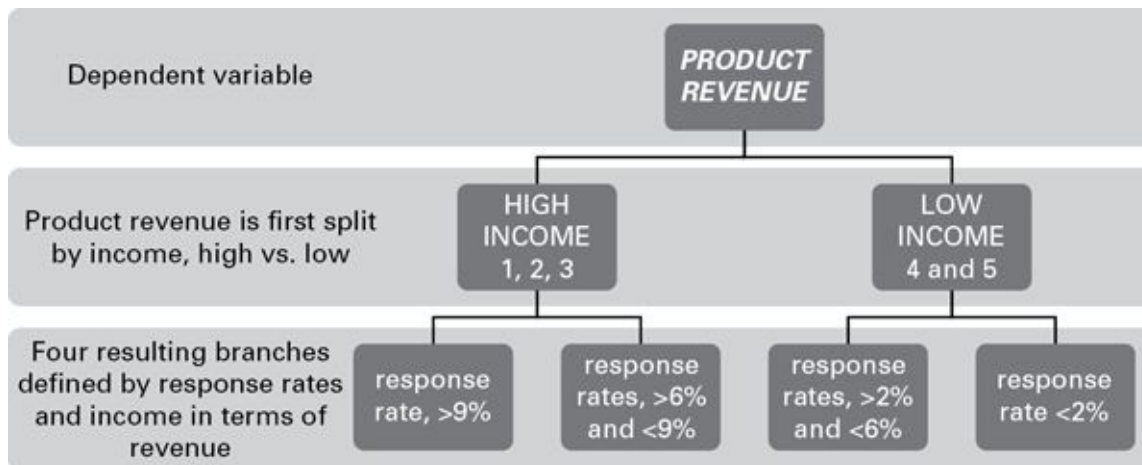 Dependent variable
PRODUCT
REVENUE
Product revenue is first split
by income, high vs. low
HIGH
INCOME
1, 2, 3
LOW
INCOME
4 and 5
Four resulting branches
defined by response rates
and income in terms of
revenue
response
rate, >9%
response
rates, >6%
and <9%
response
rates, >2%
and <6%
response
rate <2%